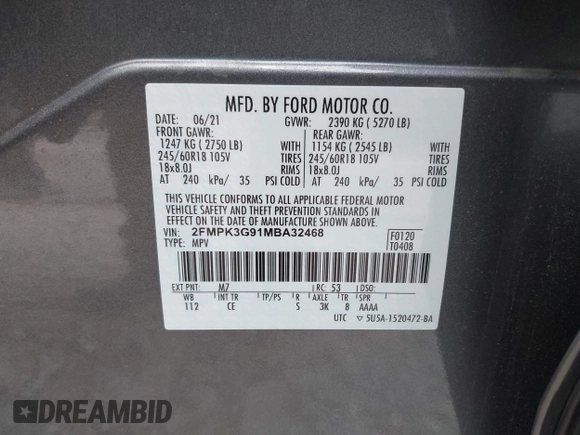 MFD. BY FORD MOTOR CO.
DATE: 06/21 GVWR: 2390 KG ( 5270 LB)
FRONT GAWR: REAR GAWR:
1247 KG ( 2750 LB) WITH 1154 KG ( 2545 LB) WITH
245/60R18 105V TIRES 245/60R18 105V TIRES
18x8.0J RIMS 18x8.0J RIMS
AT 240 kPa/ 35 PSI COLD AT 240 kPa/ 35 PSI COLD
THIS VEHICLE CONFORMS TO ALL APPLICABLE FEDERAL MOTOR
VEHICLE SAFETY AND THEFT PREVENTION STANDARDS IN
EFFECT ON THE DATE OF MANUFACTURE SHOWN ABOVE.
VIN: 2FMPK3G91MBA32468 F0120
TYPE: MPV T0408
EXT PNT: M7 RC: 53 DSO:
WB INT TR TP/PS R AXLE TR SPR
112 CE S 3K 8 AAAA
UTC ▽ 5U5A-1520472-BA
DREAMBID